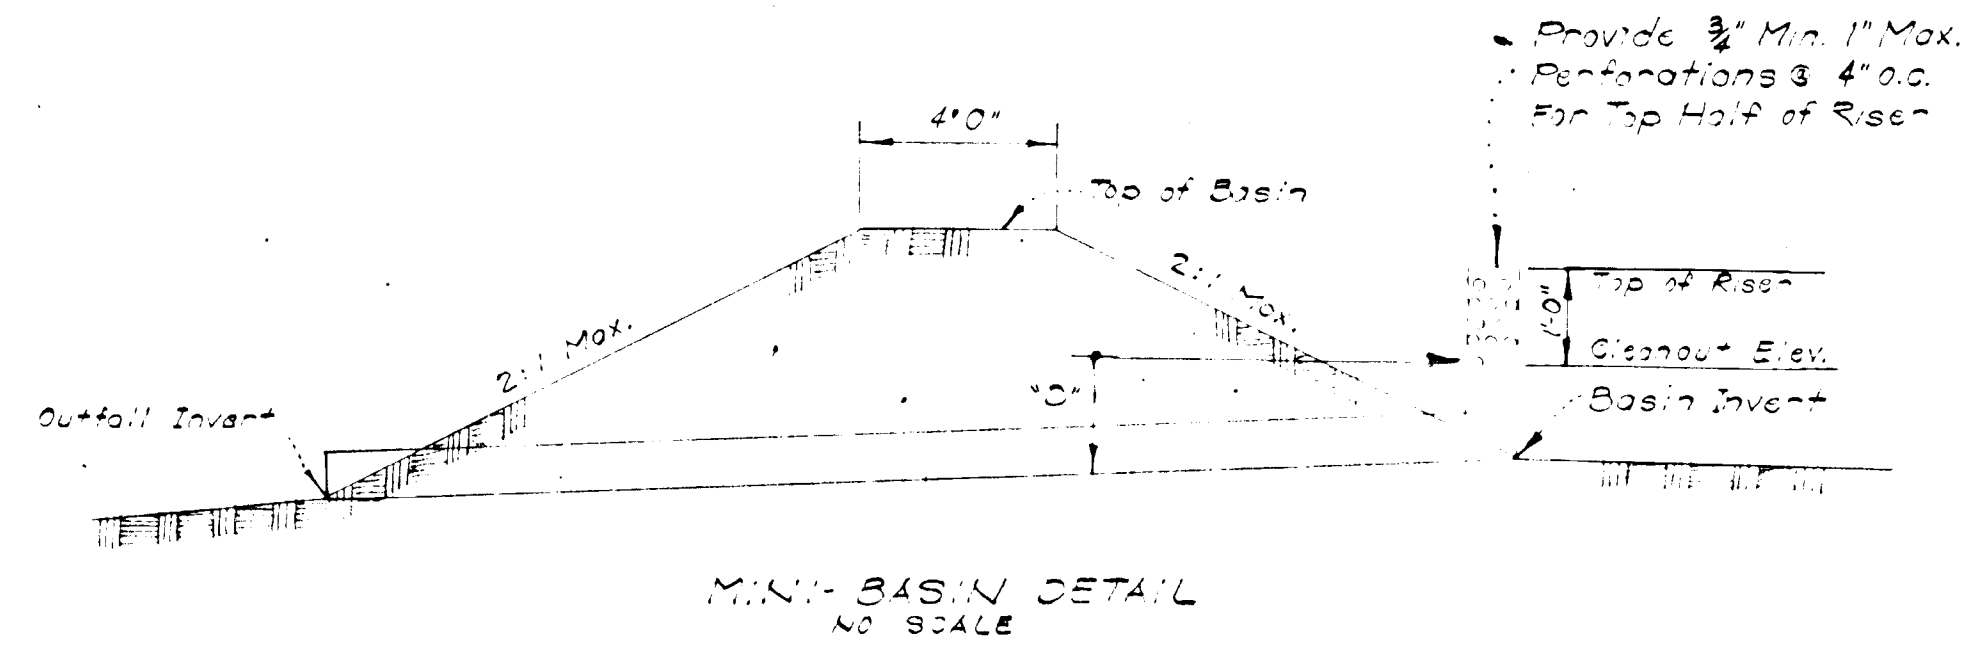 Provide 3/4" Min. 1" Max.
Perforations @ 4" O.C.
For Top Half of Riser
4'0"
Top of Basin
2:1 Max.
Top of Riser
1'-0"
2:1 Max.
Cleanout Elev.
"D"
Basin Invert
Outfall Invert
MINI-BASIN DETAIL
NO SCALE